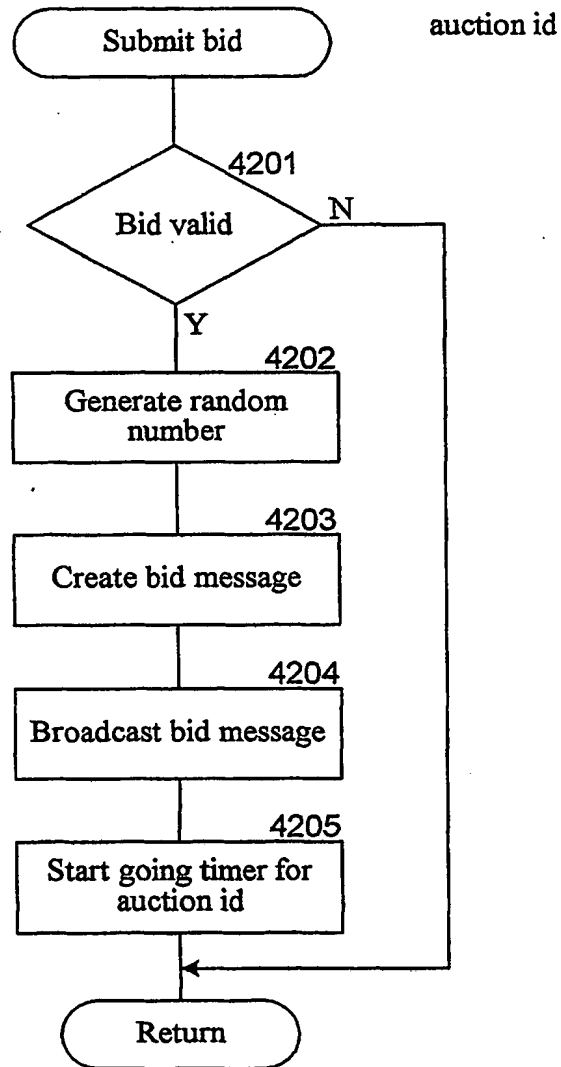 Submit bid
auction id
4201
Bid valid
N
Y
4202
Generate random
number
4203
Create bid message
4204
Broadcast bid message
4205
Start going timer for
auction id
Return